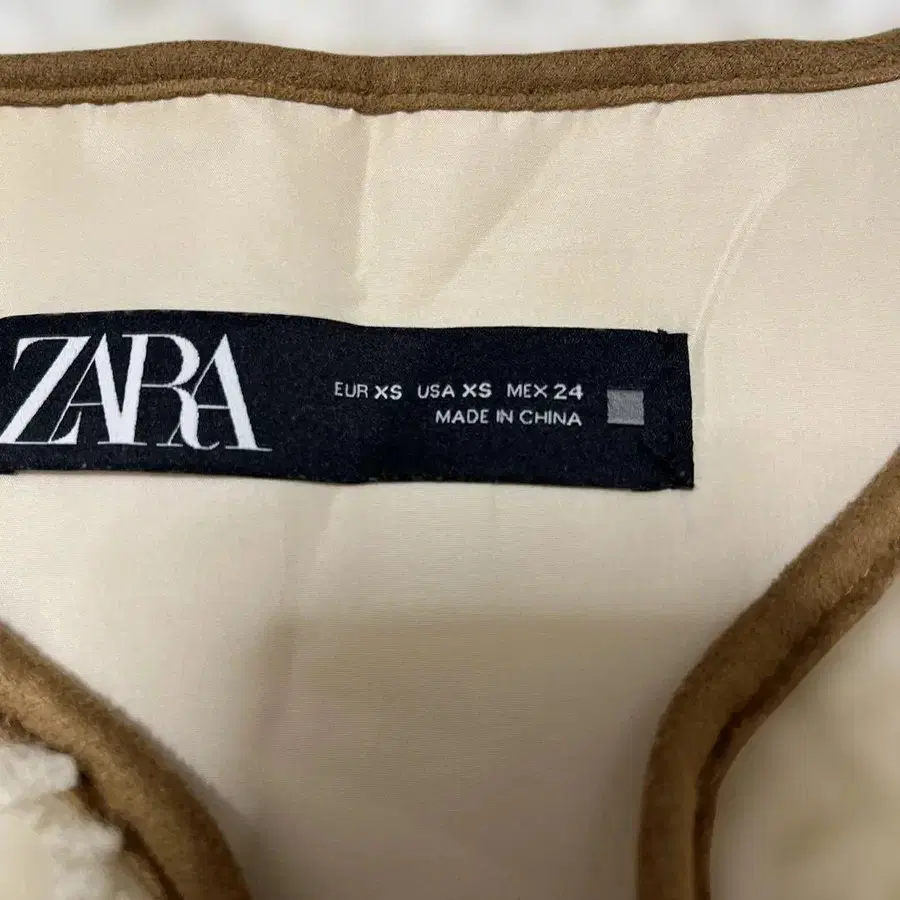 ZARA
EUR XS USA XS MEX 24
MADE IN CHINA